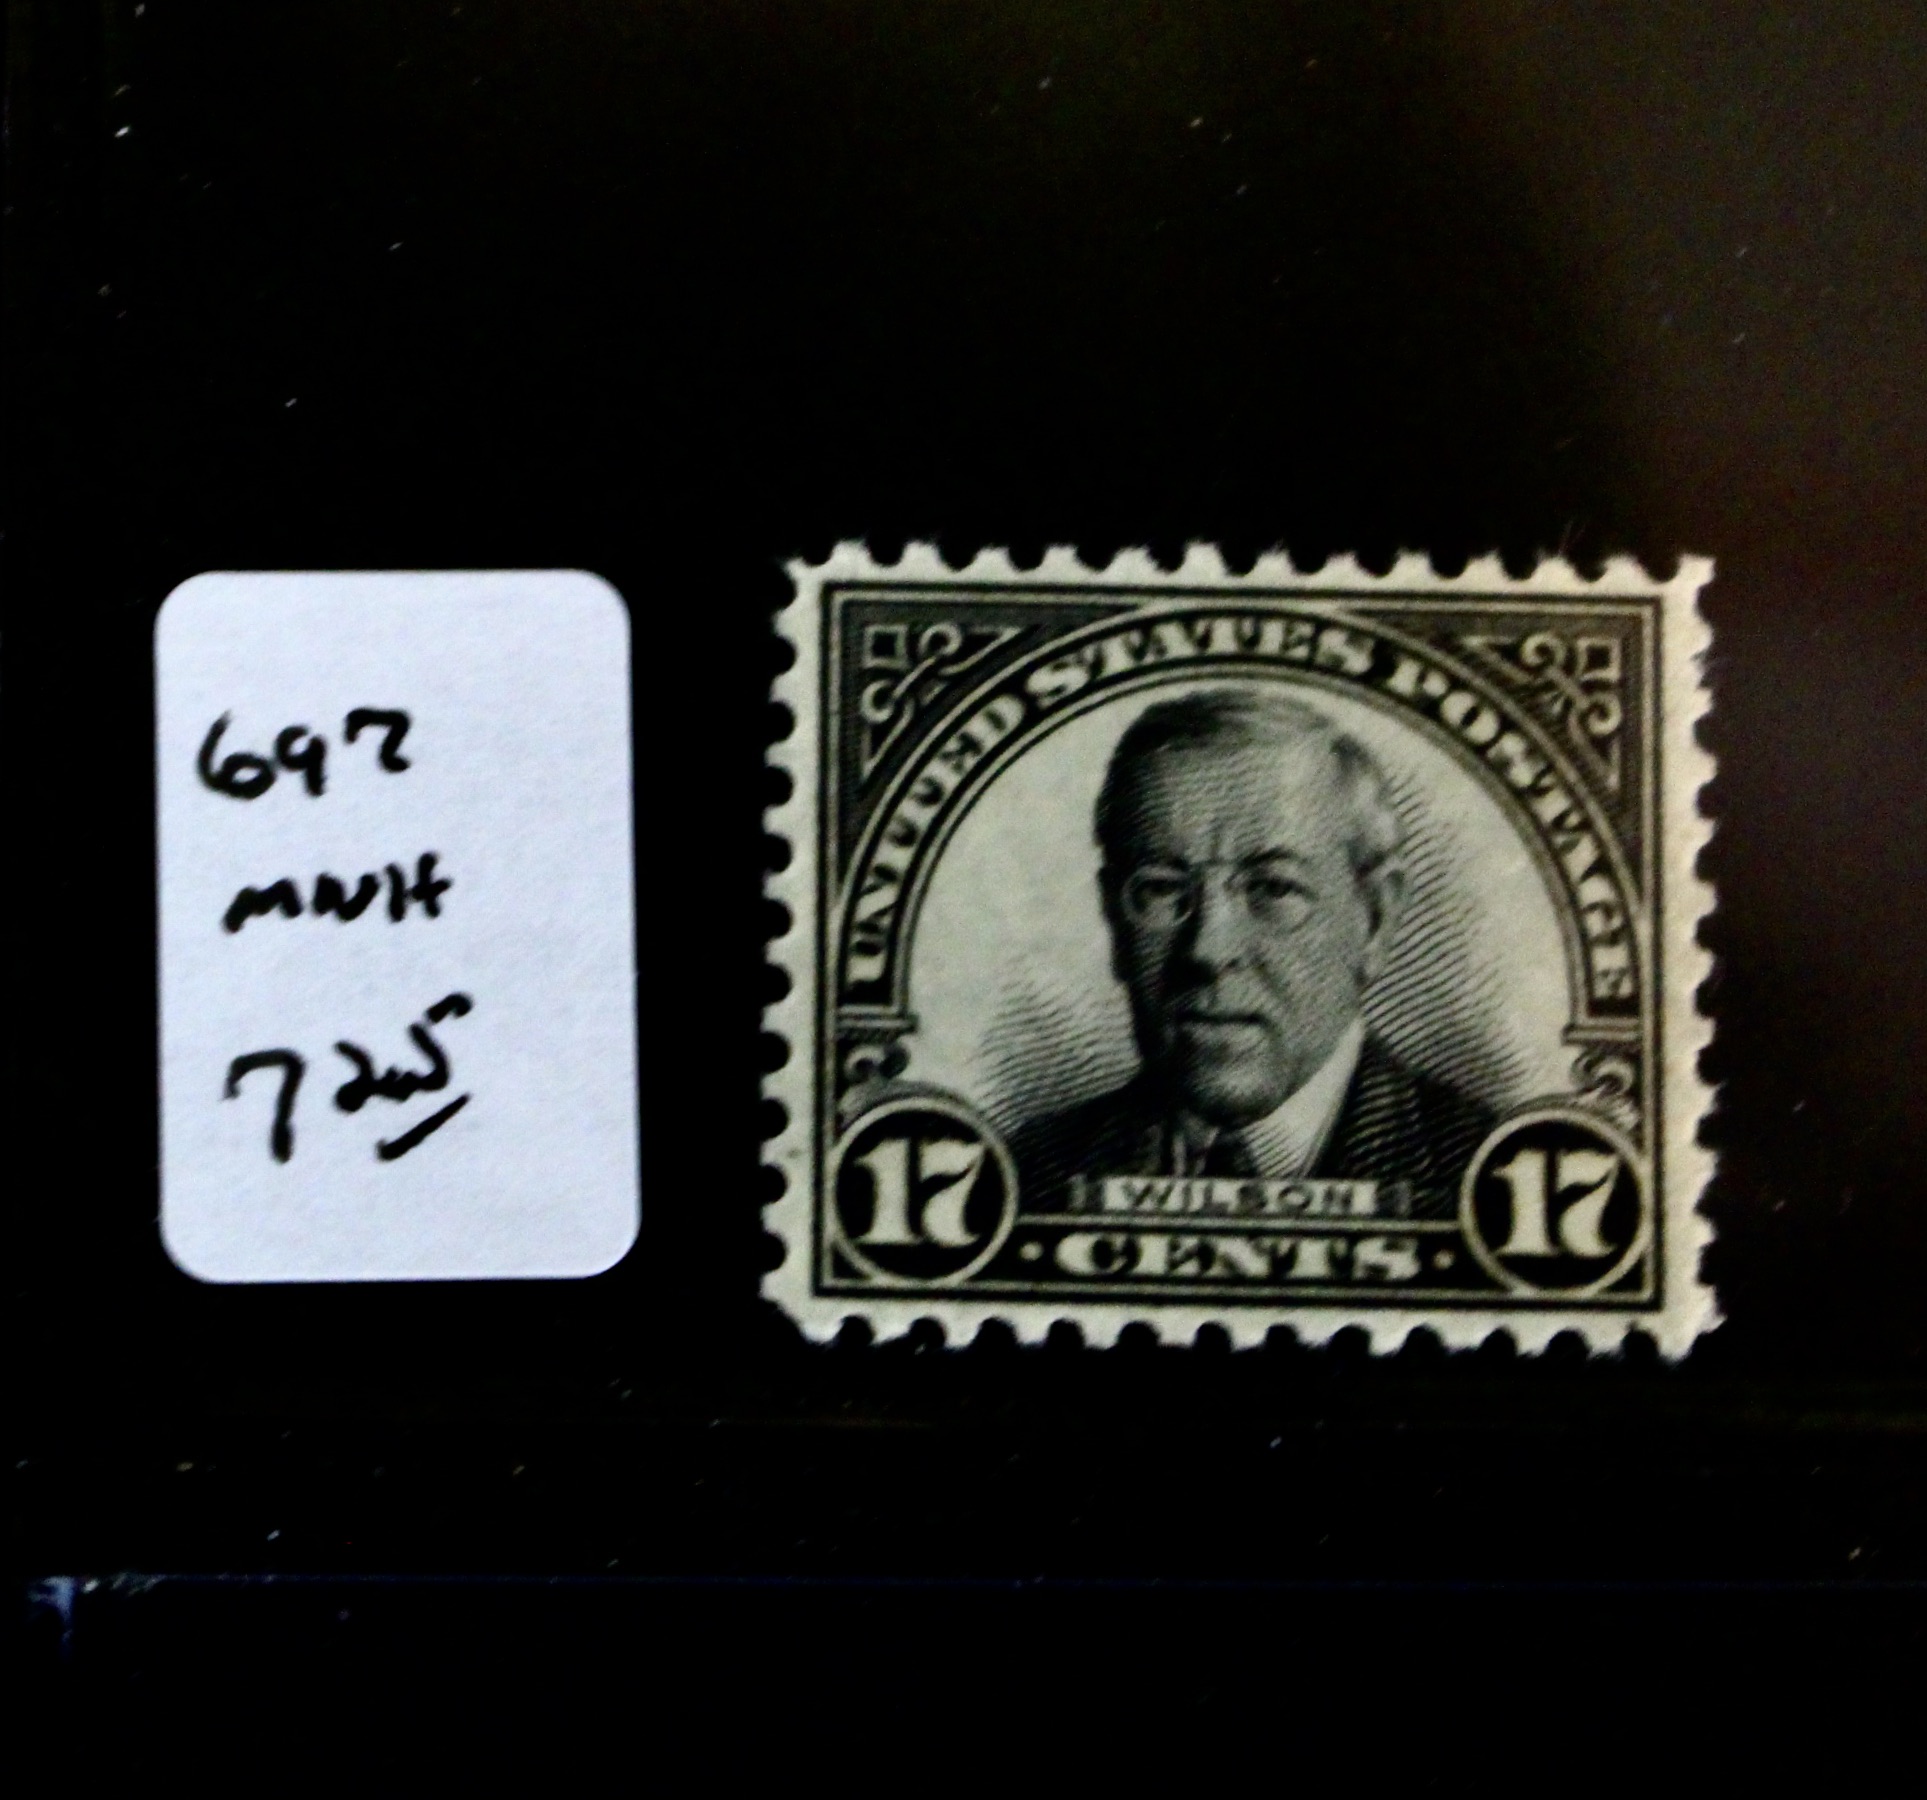 697
MNH
7 25
UNITED STATES POSTAGE
WILSON
17 · CENTS · 17